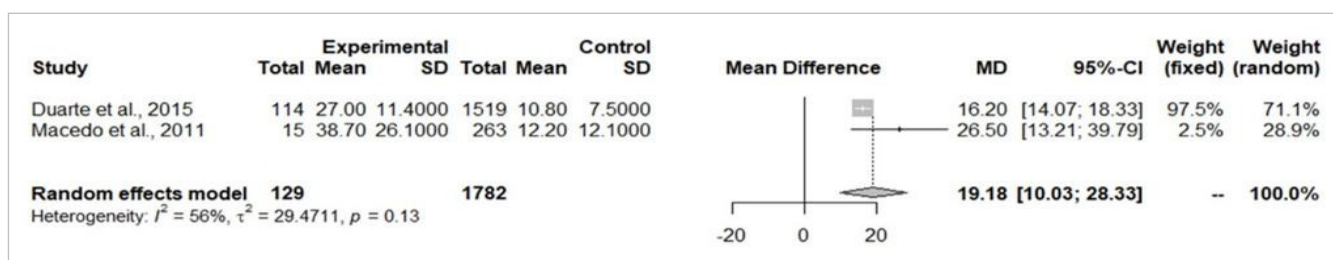 Experimental Control Weight Weight
Study Total Mean SD Total Mean SD Mean Difference MD 95%-CI (fixed) (random)
Duarte et al., 2015 114 27.00 11.4000 1519 10.80 7.5000 16.20 [14.07; 18.33] 97.5% 71.1%
Macedo et al., 2011 15 38.70 26.1000 263 12.20 12.1000 26.50 [13.21; 39.79] 2.5% 28.9%
Random effects model 129 1782 19.18 [10.03; 28.33] -- 100.0%
Heterogeneity: I² = 56%, τ² = 29.4711, p = 0.13
-20 0 20